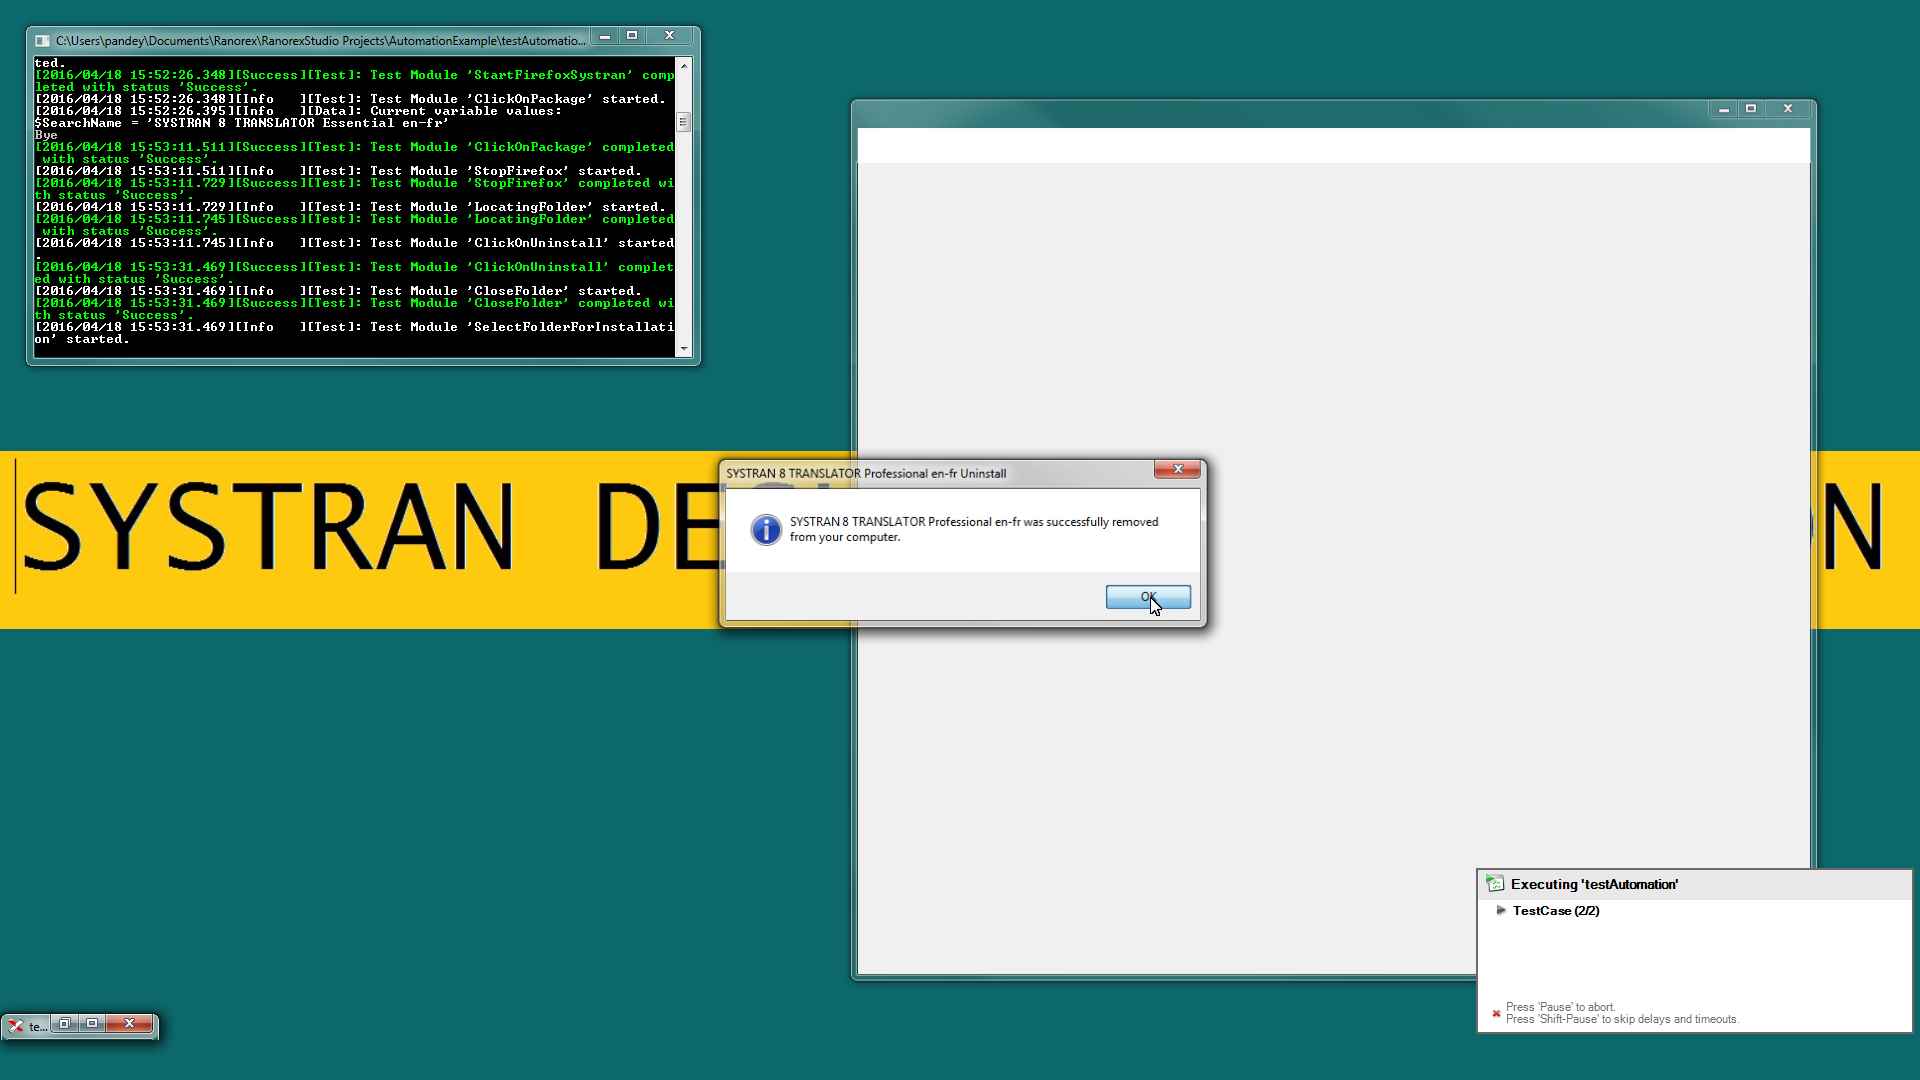 C:\Users\pandey\Documents\Ranorex\RanorexStudio Projects\AutomationExample\testAutomatio...
ted.
[2016/04/18 15:52:26.348][Success][Test]: Test Module 'StartFirefoxSystran' comp
leted with status 'Success'.
[2016/04/18 15:52:26.348][Info   ][Test]: Test Module 'ClickOnPackage' started.
[2016/04/18 15:52:26.395][Info   ][Data]: Current variable values:
$SearchName = 'SYSTRAN 8 TRANSLATOR Essential en-fr'
Bye
[2016/04/18 15:53:11.511][Success][Test]: Test Module 'ClickOnPackage' completed
 with status 'Success'.
[2016/04/18 15:53:11.511][Info   ][Test]: Test Module 'StopFirefox' started.
[2016/04/18 15:53:11.729][Success][Test]: Test Module 'StopFirefox' completed wi
th status 'Success'.
[2016/04/18 15:53:11.729][Info   ][Test]: Test Module 'LocatingFolder' started.
[2016/04/18 15:53:11.745][Success][Test]: Test Module 'LocatingFolder' completed
 with status 'Success'.
[2016/04/18 15:53:11.745][Info   ][Test]: Test Module 'ClickOnUninstall' started
.
[2016/04/18 15:53:31.469][Success][Test]: Test Module 'ClickOnUninstall' complet
ed with status 'Success'.
[2016/04/18 15:53:31.469][Info   ][Test]: Test Module 'CloseFolder' started.
[2016/04/18 15:53:31.469][Success][Test]: Test Module 'CloseFolder' completed wi
th status 'Success'.
[2016/04/18 15:53:31.469][Info   ][Test]: Test Module 'SelectFolderForInstallati
on' started.
SYSTRAN DE
N
SYSTRAN 8 TRANSLATOR Professional en-fr Uninstall
SYSTRAN 8 TRANSLATOR Professional en-fr was successfully removed
from your computer.
OK
Executing 'testAutomation'
TestCase (2/2)
Press 'Pause' to abort.
Press 'Shift-Pause' to skip delays and timeouts.
te...